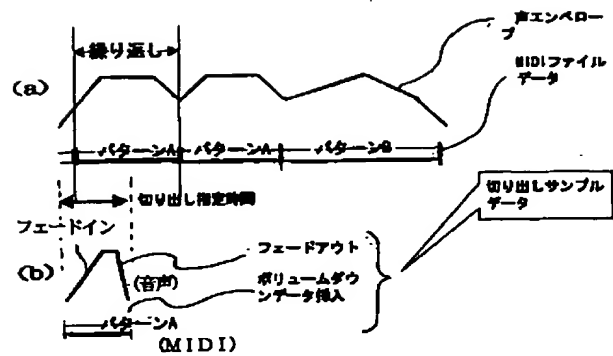 繰り返し
声エンベロー
プ
(a)
MIDIファイル
データ
パターンA
パターンA
パターンB
切り出し指定時間
切り出しサンプル
データ
フェードイン
フェードアウト
(b)
(音声)
ボリュームダウ
ンデータ挿入
パターンA
(MIDI)